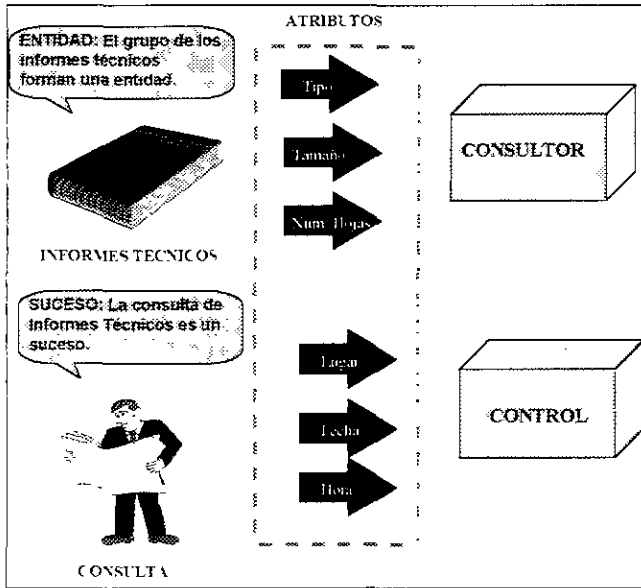 ATRIBUTOS
ENTIDAD: El grupo de los
informes técnicos
forman una entidad.
Tipo
Tamaño
Num. Hojas
CONSULTOR
INFORMES TECNICOS
SUCESO: La consulta de
Informes Técnicos es un
suceso.
Lugar
Fecha
Hora
CONTROL
CONSULTA